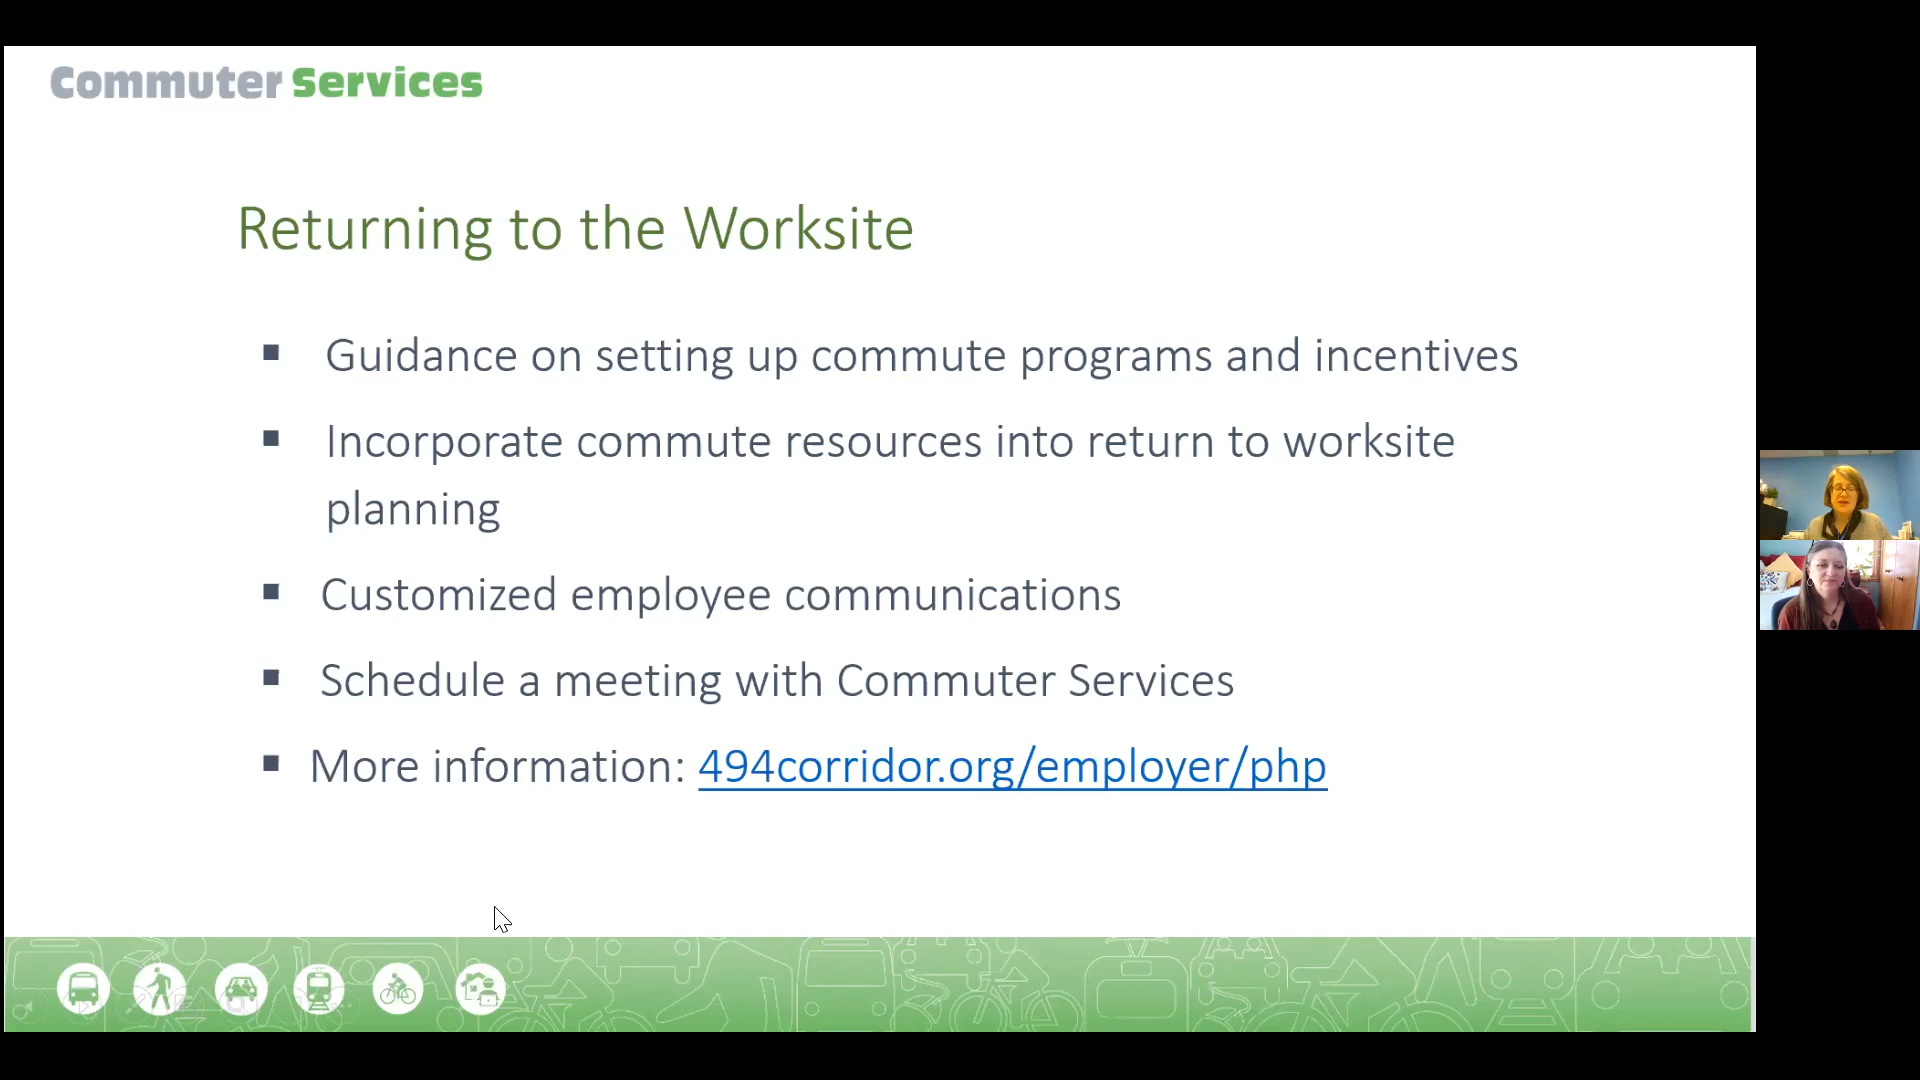 Commuter Services
Returning to the Worksite
▪ Guidance on setting up commute programs and incentives
▪ Incorporate commute resources into return to worksite
planning
▪ Customized employee communications
▪ Schedule a meeting with Commuter Services
▪ More information: 494corridor.org/employer/php